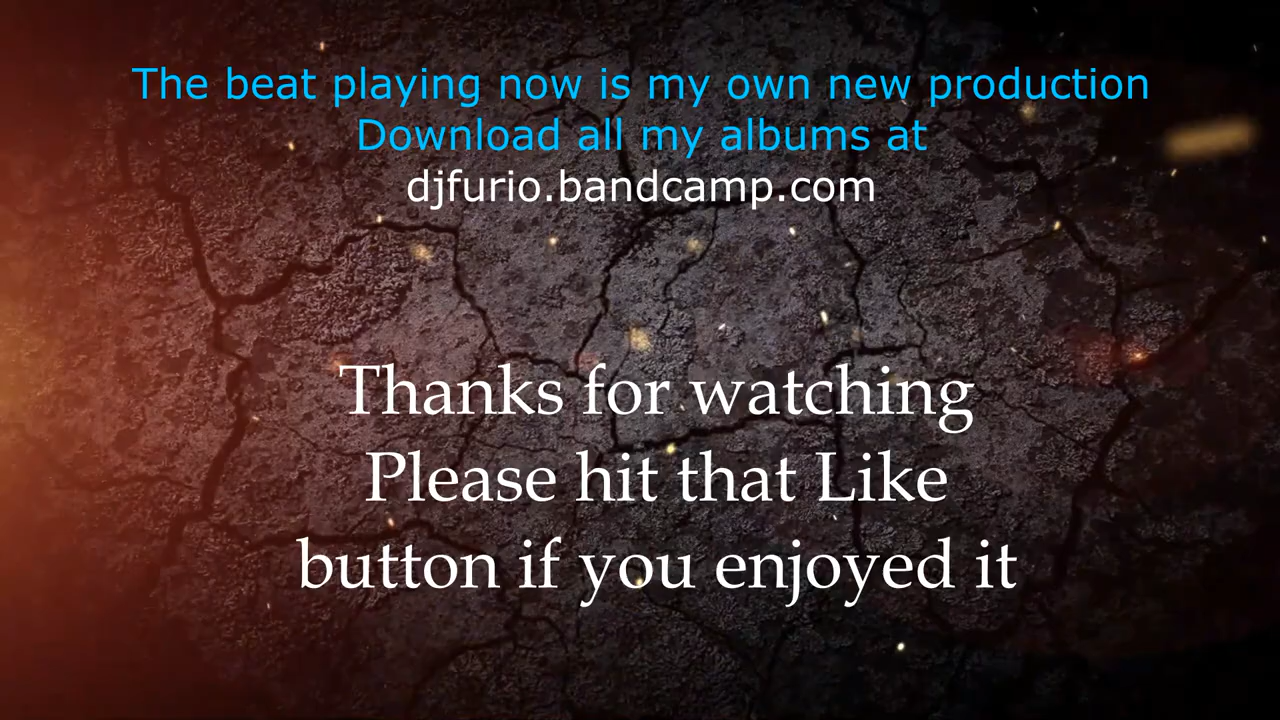 The beat playing now is my own new production
Download all my albums at
djfurio.bandcamp.com
Thanks for watching
Please hit that Like
button if you enjoyed it